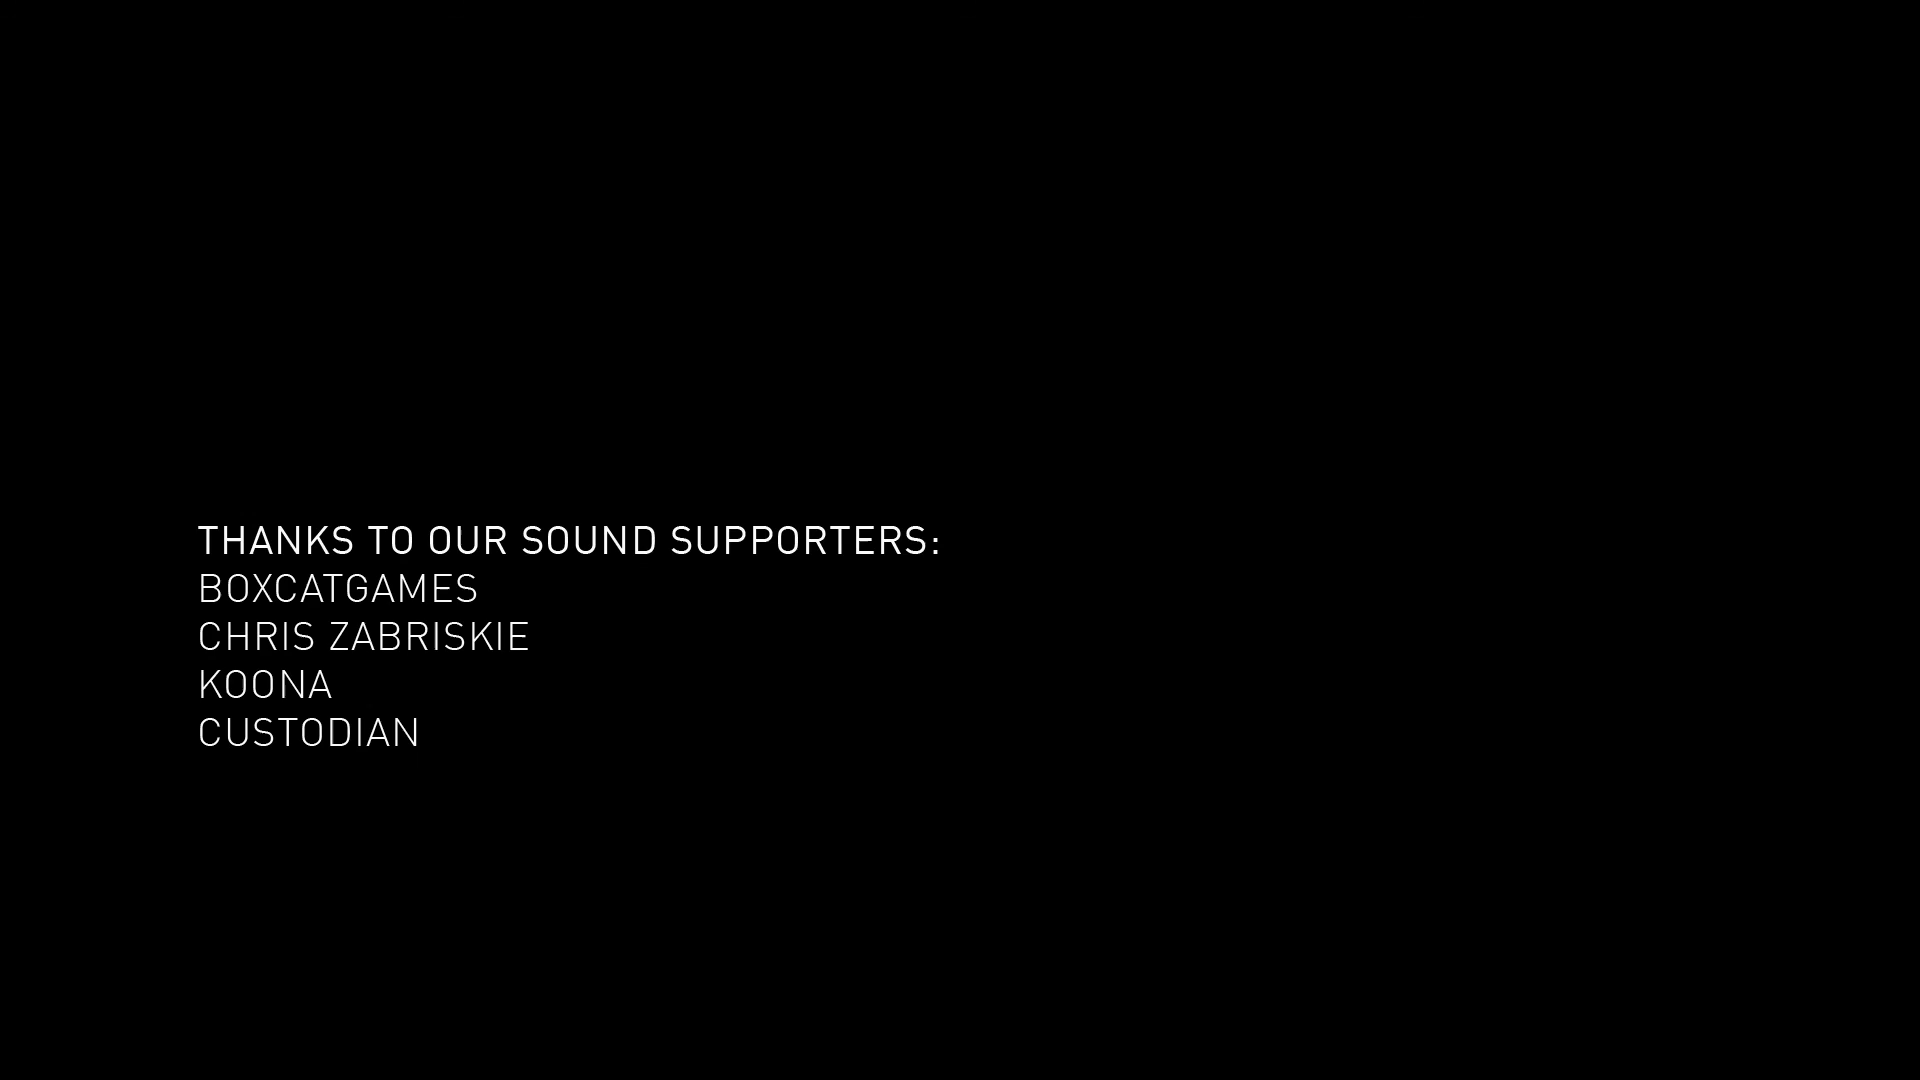 THANKS TO OUR SOUND SUPPORTERS:
BOXCATGAMES
CHRIS ZABRISKIE
KOONA
CUSTODIAN